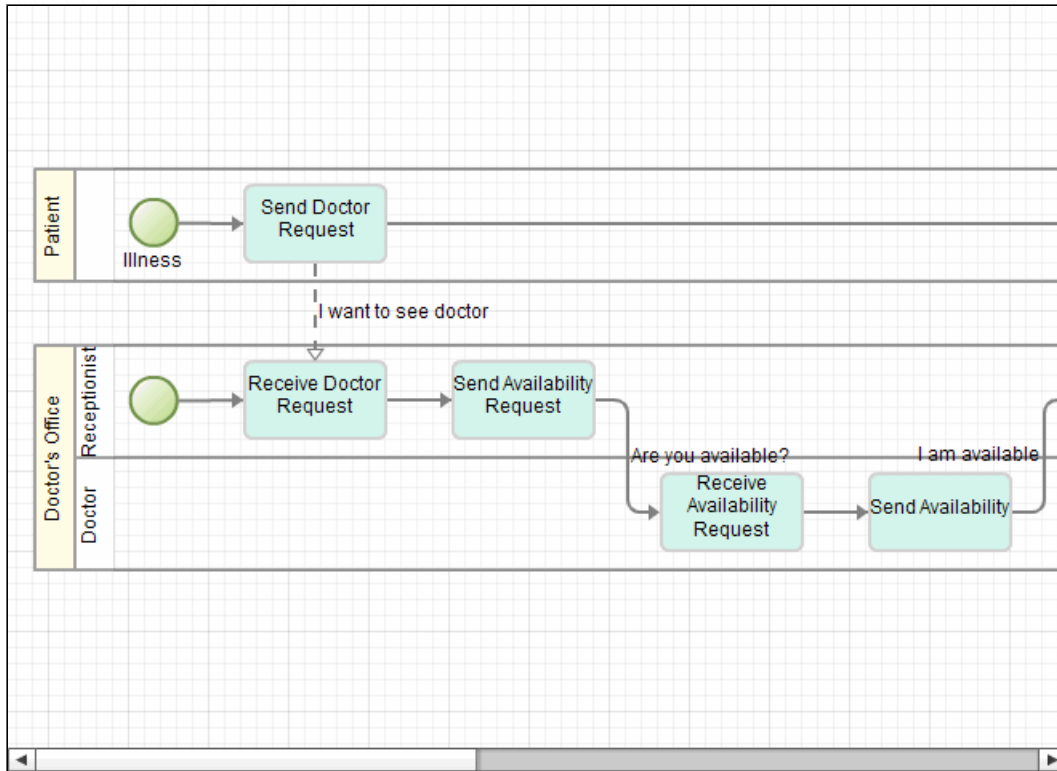 Patient
Send Doctor
Request
Illness
I want to see doctor
Doctor's Office
Receptionist
Receive Doctor
Request
Send Availability
Request
Are you available?
I am available
Doctor
Receive
Availability
Request
Send Availability